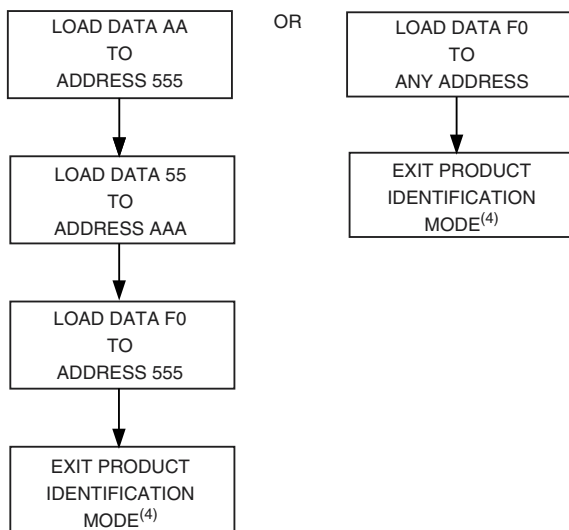 LOAD DATA AA
TO
ADDRESS 555
LOAD DATA 55
TO
ADDRESS AAA
LOAD DATA F0
TO
ADDRESS 555
EXIT PRODUCT
IDENTIFICATION
MODE(4)
OR
LOAD DATA F0
TO
ANY ADDRESS
EXIT PRODUCT
IDENTIFICATION
MODE(4)